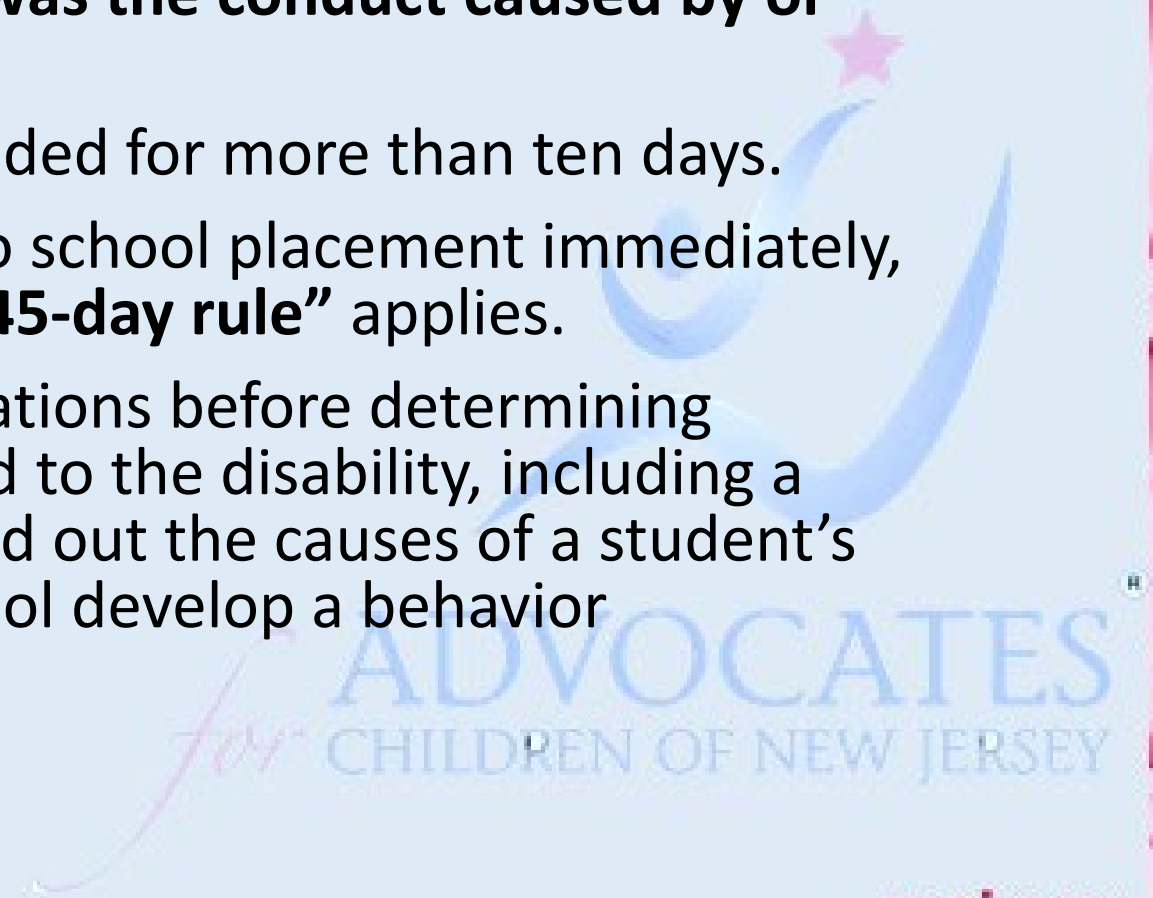 was the conduct caused by or
ded for more than ten days.
o school placement immediately,
45-day rule” applies.
ations before determining
d to the disability, including a
d out the causes of a student’s
ol develop a behavior
ADVOCATES
for CHILDREN OF NEW JERSEY